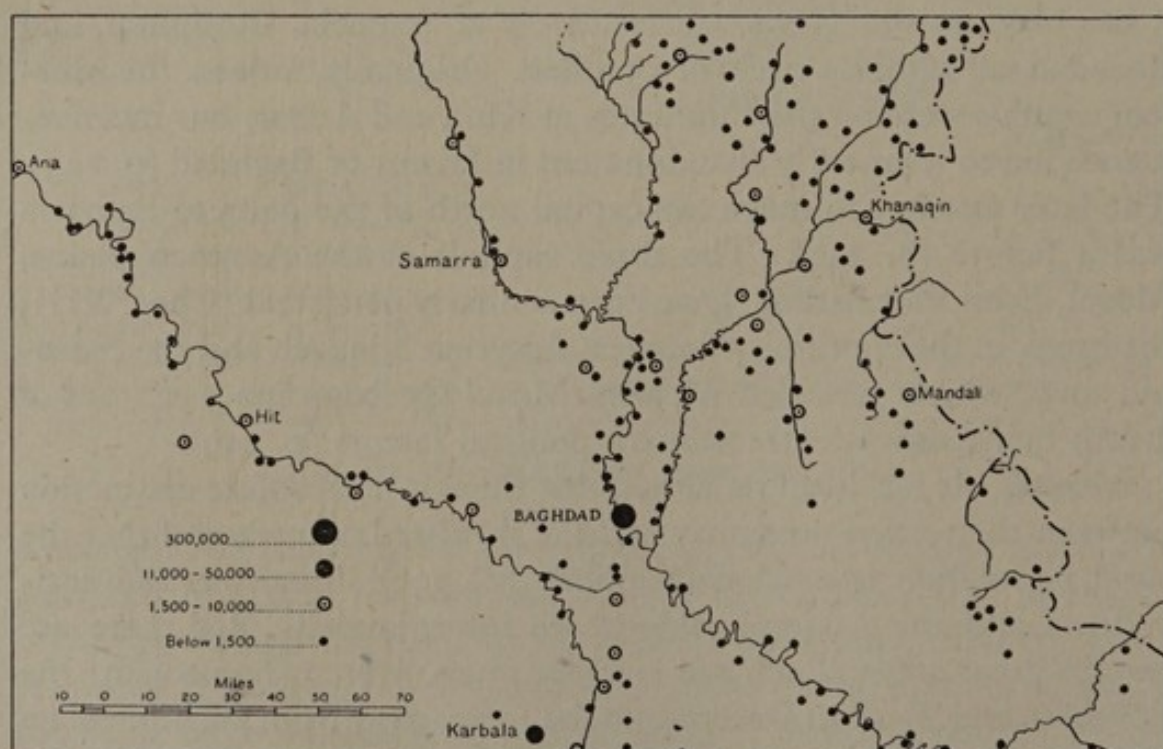 Ana
Khanaqin
Samarra
Mandali
Hit
BAGHDAD
300,000
11,000 - 50,000
1,500 - 10,000
Below 1,500
Miles
10 0 10 20 30 40 50 60 70
Karbala